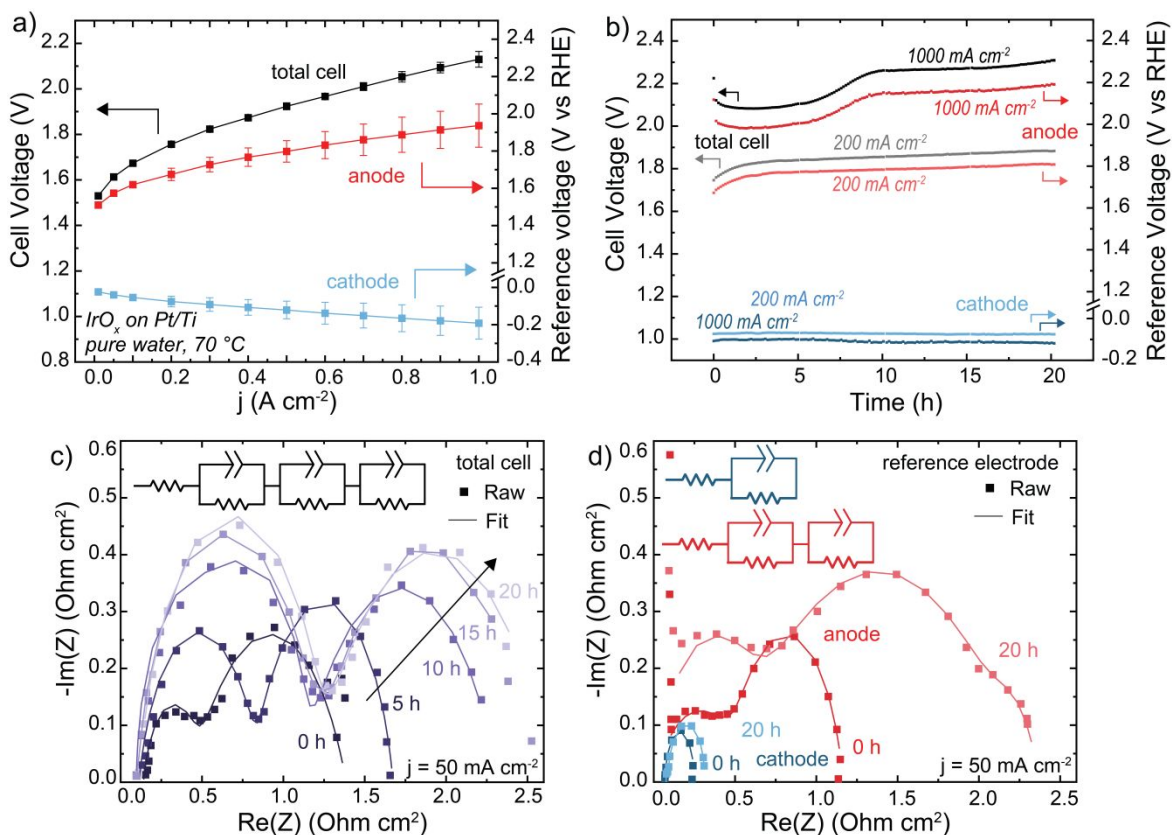 a)
total cell
anode
cathode
IrOₓ on Pt/Ti
pure water, 70 °C
Cell Voltage (V)
2.1
1.8
1.6
1.4
1.1
1.0
0.8
Reference voltage (V vs RHE)
2.4
2.2
2.0
1.8
1.6
1.4
1.2
0.0
-0.2
-0.4
0.0
0.2
0.4
0.6
0.8
1.0
j (A cm⁻²)
b)
1000 mA cm⁻²
1000 mA cm⁻²
total cell
anode
200 mA cm⁻²
200 mA cm⁻²
200 mA cm⁻²
cathode
1000 mA cm⁻²
Cell Voltage (V)
2.4
2.2
2.0
1.8
1.6
1.4
1.2
1.0
Reference Voltage (V vs RHE)
2.4
2.2
2.0
1.8
1.6
1.4
1.2
0.0
-0.2
0
5
10
15
20
Time (h)
c)
total cell
Raw
Fit
20 h
15 h
10 h
5 h
0 h
j = 50 mA cm⁻²
-Im(Z) (Ohm cm²)
0.6
0.5
0.4
0.3
0.2
0.1
0.0
0.0
0.5
1.0
1.5
2.0
2.5
Re(Z) (Ohm cm²)
d)
reference electrode
Raw
Fit
anode
20 h
20 h
cathode
0 h
0 h
j = 50 mA cm⁻²
-Im(Z) (Ohm cm²)
0.6
0.5
0.4
0.3
0.2
0.1
0.0
0.0
0.5
1.0
1.5
2.0
2.5
Re(Z) (Ohm cm²)